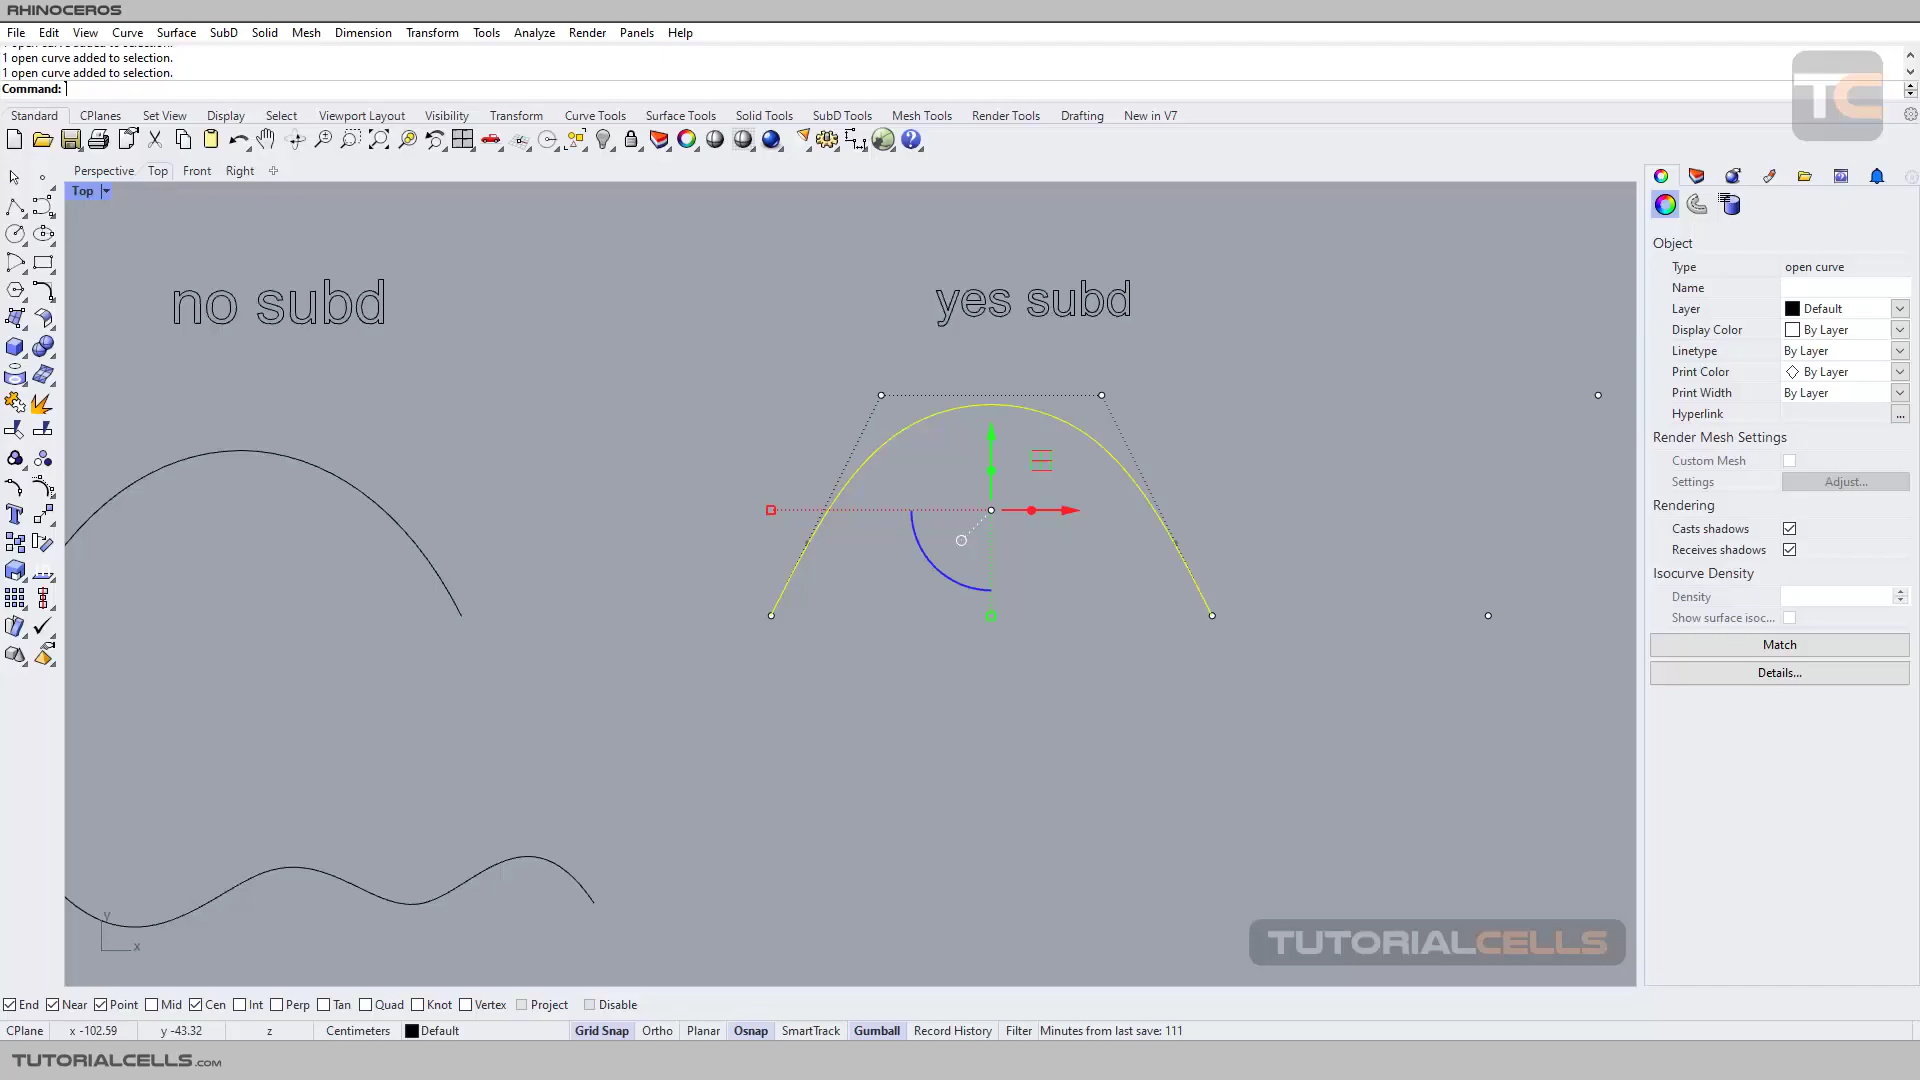 RHINOCEROS
File Edit View Curve Surface SubD Solid Mesh Dimension Transform Tools Analyze Render Panels Help
1 open curve added to selection.
1 open curve added to selection.
1 open curve added to selection.
Command:
TC
Standard CPlanes Set View Display Select Viewport Layout Visibility Transform Curve Tools Surface Tools Solid Tools SubD Tools Mesh Tools Render Tools Drafting New in V7
Perspective Top Front Right
Top
no subd
yes subd
Object
Type open curve
Name
Layer Default
Display Color By Layer
Linetype By Layer
Print Color By Layer
Print Width By Layer
Hyperlink ...
Render Mesh Settings
Custom Mesh
Settings Adjust...
Rendering
Casts shadows
Receives shadows
Isocurve Density
Density
Show surface isoc...
Match
Details...
y
x
TUTORIALCELLS
End Near Point Mid Cen Int Perp Tan Quad Knot Vertex Project Disable
CPlane x -102.59 y -43.32 z Centimeters Default Grid Snap Ortho Planar Osnap SmartTrack Gumball Record History Filter Minutes from last save: 111
TUTORIALCELLS.COM